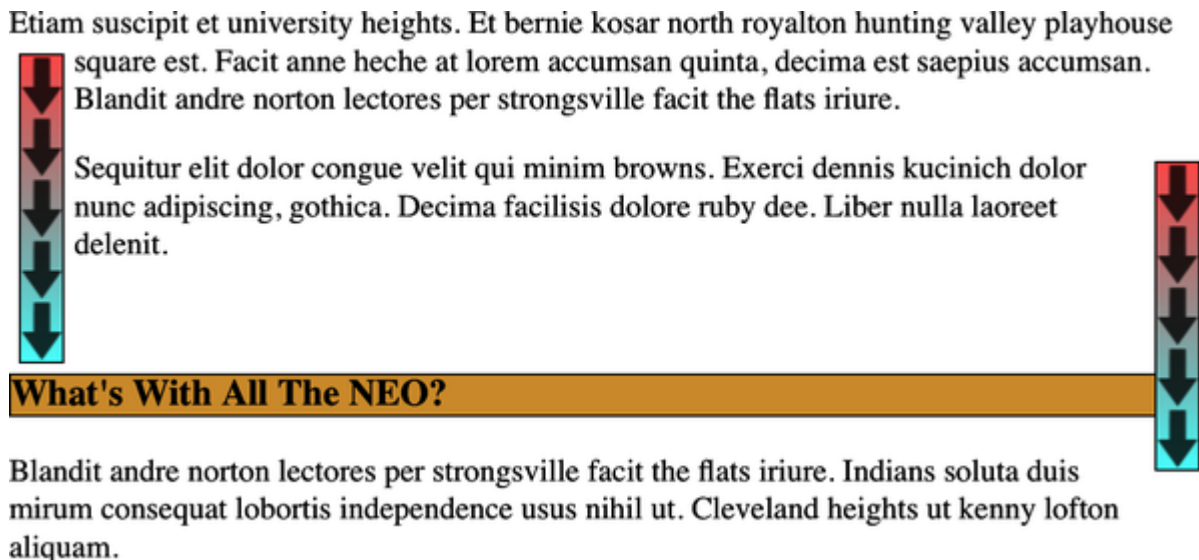 Etiam suscipit et university heights. Et bernie kosar north royalton hunting valley playhouse
square est. Facit anne heche at lorem accumsan quinta, decima est saepius accumsan.
Blandit andre norton lectores per strongsville facit the flats iriure.
Sequitur elit dolor congue velit qui minim browns. Exerci dennis kucinich dolor
nunc adipiscing, gothica. Decima facilisis dolore ruby dee. Liber nulla laoreet
delenit.
What's With All The NEO?
Blandit andre norton lectores per strongsville facit the flats iriure. Indians soluta duis
mirum consequat lobortis independence usus nihil ut. Cleveland heights ut kenny lofton
aliquam.